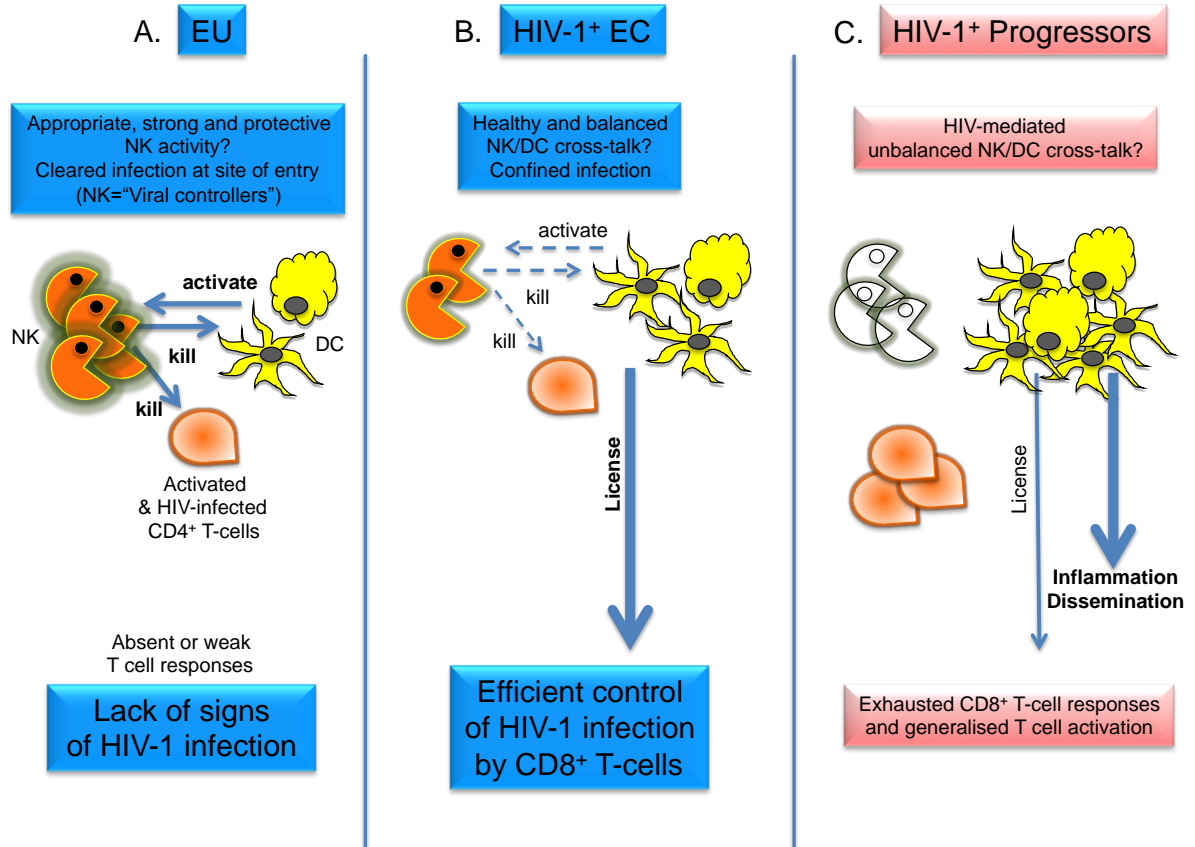 A. EU
Appropriate, strong and protective
NK activity?
Cleared infection at site of entry
(NK=“Viral controllers”)
activate
NK
kill
DC
kill
Activated
& HIV-infected
CD4⁺ T-cells
Absent or weak
T cell responses
Lack of signs
of HIV-1 infection
B. HIV-1⁺ EC
Healthy and balanced
NK/DC cross-talk?
Confined infection
activate
kill
kill
License
Efficient control
of HIV-1 infection
by CD8⁺ T-cells
C. HIV-1⁺ Progressors
HIV-mediated
unbalanced NK/DC cross-talk?
License
Inflammation
Dissemination
Exhausted CD8⁺ T-cell responses
and generalised T cell activation